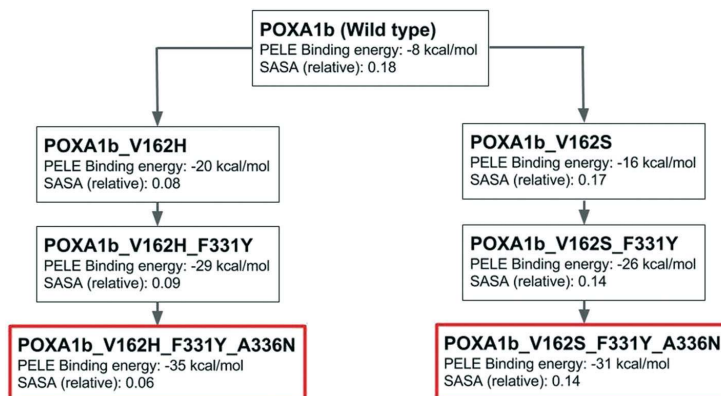 POXA1b (Wild type)
PELE Binding energy: -8 kcal/mol
SASA (relative): 0.18
POXA1b_V162H
PELE Binding energy: -20 kcal/mol
SASA (relative): 0.08
POXA1b_V162S
PELE Binding energy: -16 kcal/mol
SASA (relative): 0.17
POXA1b_V162H_F331Y
PELE Binding energy: -29 kcal/mol
SASA (relative): 0.09
POXA1b_V162S_F331Y
PELE Binding energy: -26 kcal/mol
SASA (relative): 0.14
POXA1b_V162H_F331Y_A336N
PELE Binding energy: -35 kcal/mol
SASA (relative): 0.06
POXA1b_V162S_F331Y_A336N
PELE Binding energy: -31 kcal/mol
SASA (relative): 0.14